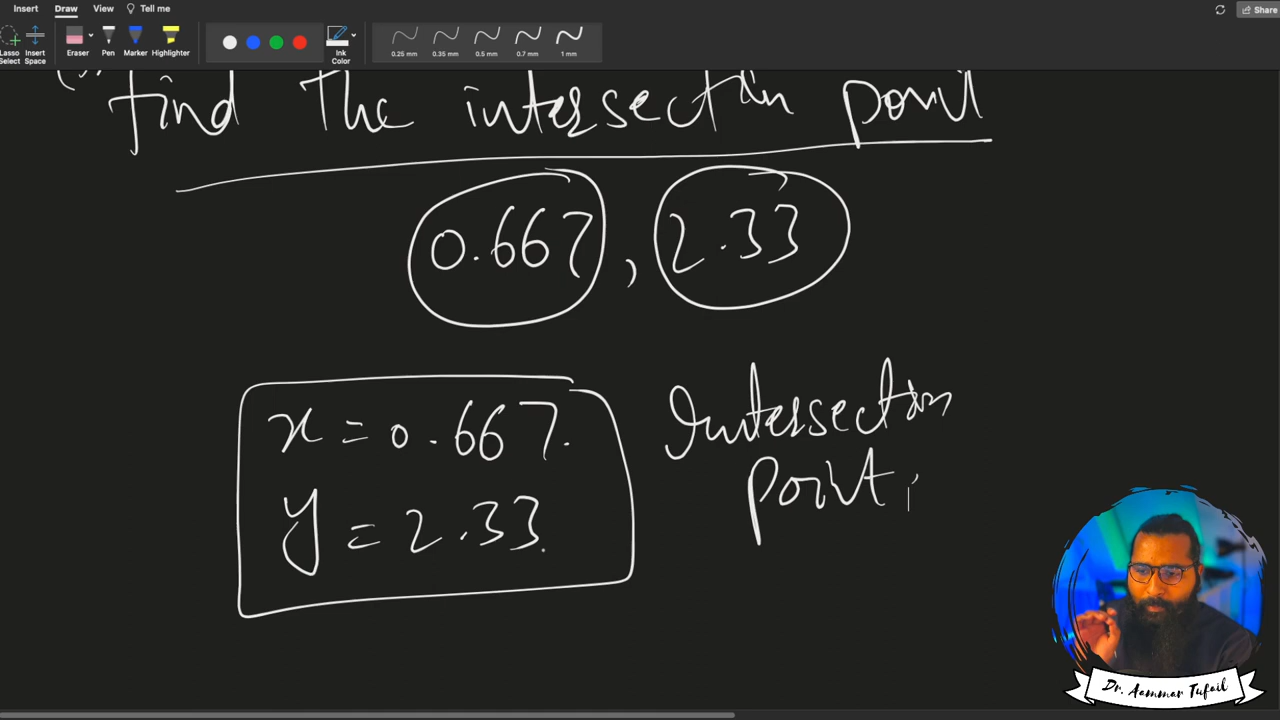 Insert Draw View Tell me Share
Lasso Select Insert Space Eraser Pen Marker Highlighter Ink Color 0.25 mm 0.35 mm 0.5 mm 0.7 mm 1 mm
find the intersection point
0.667, 2.33
x = 0.667. Intersection
y = 2.33. point
Dr. Aammar Tufail